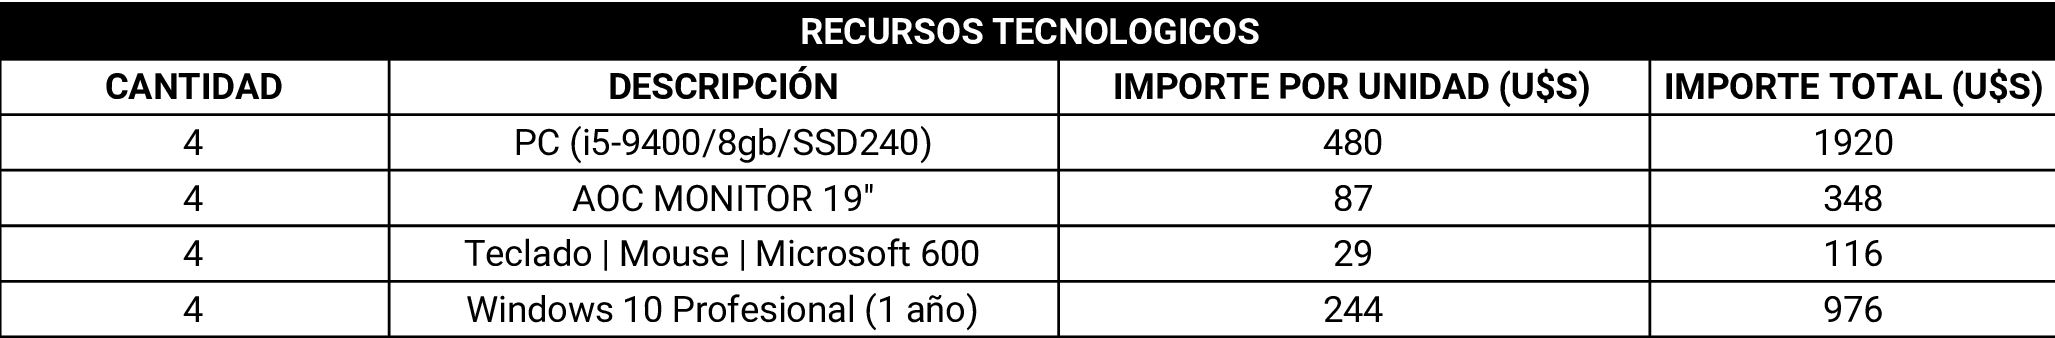 RECURSOS TECNOLOGICOS
CANTIDAD DESCRIPCIÓN IMPORTE POR UNIDAD (U$S) IMPORTE TOTAL (U$S)
4 PC (i5-9400/8gb/SSD240) 480 1920
4 AOC MONITOR 19" 87 348
4 Teclado | Mouse | Microsoft 600 29 116
4 Windows 10 Profesional (1 año) 244 976